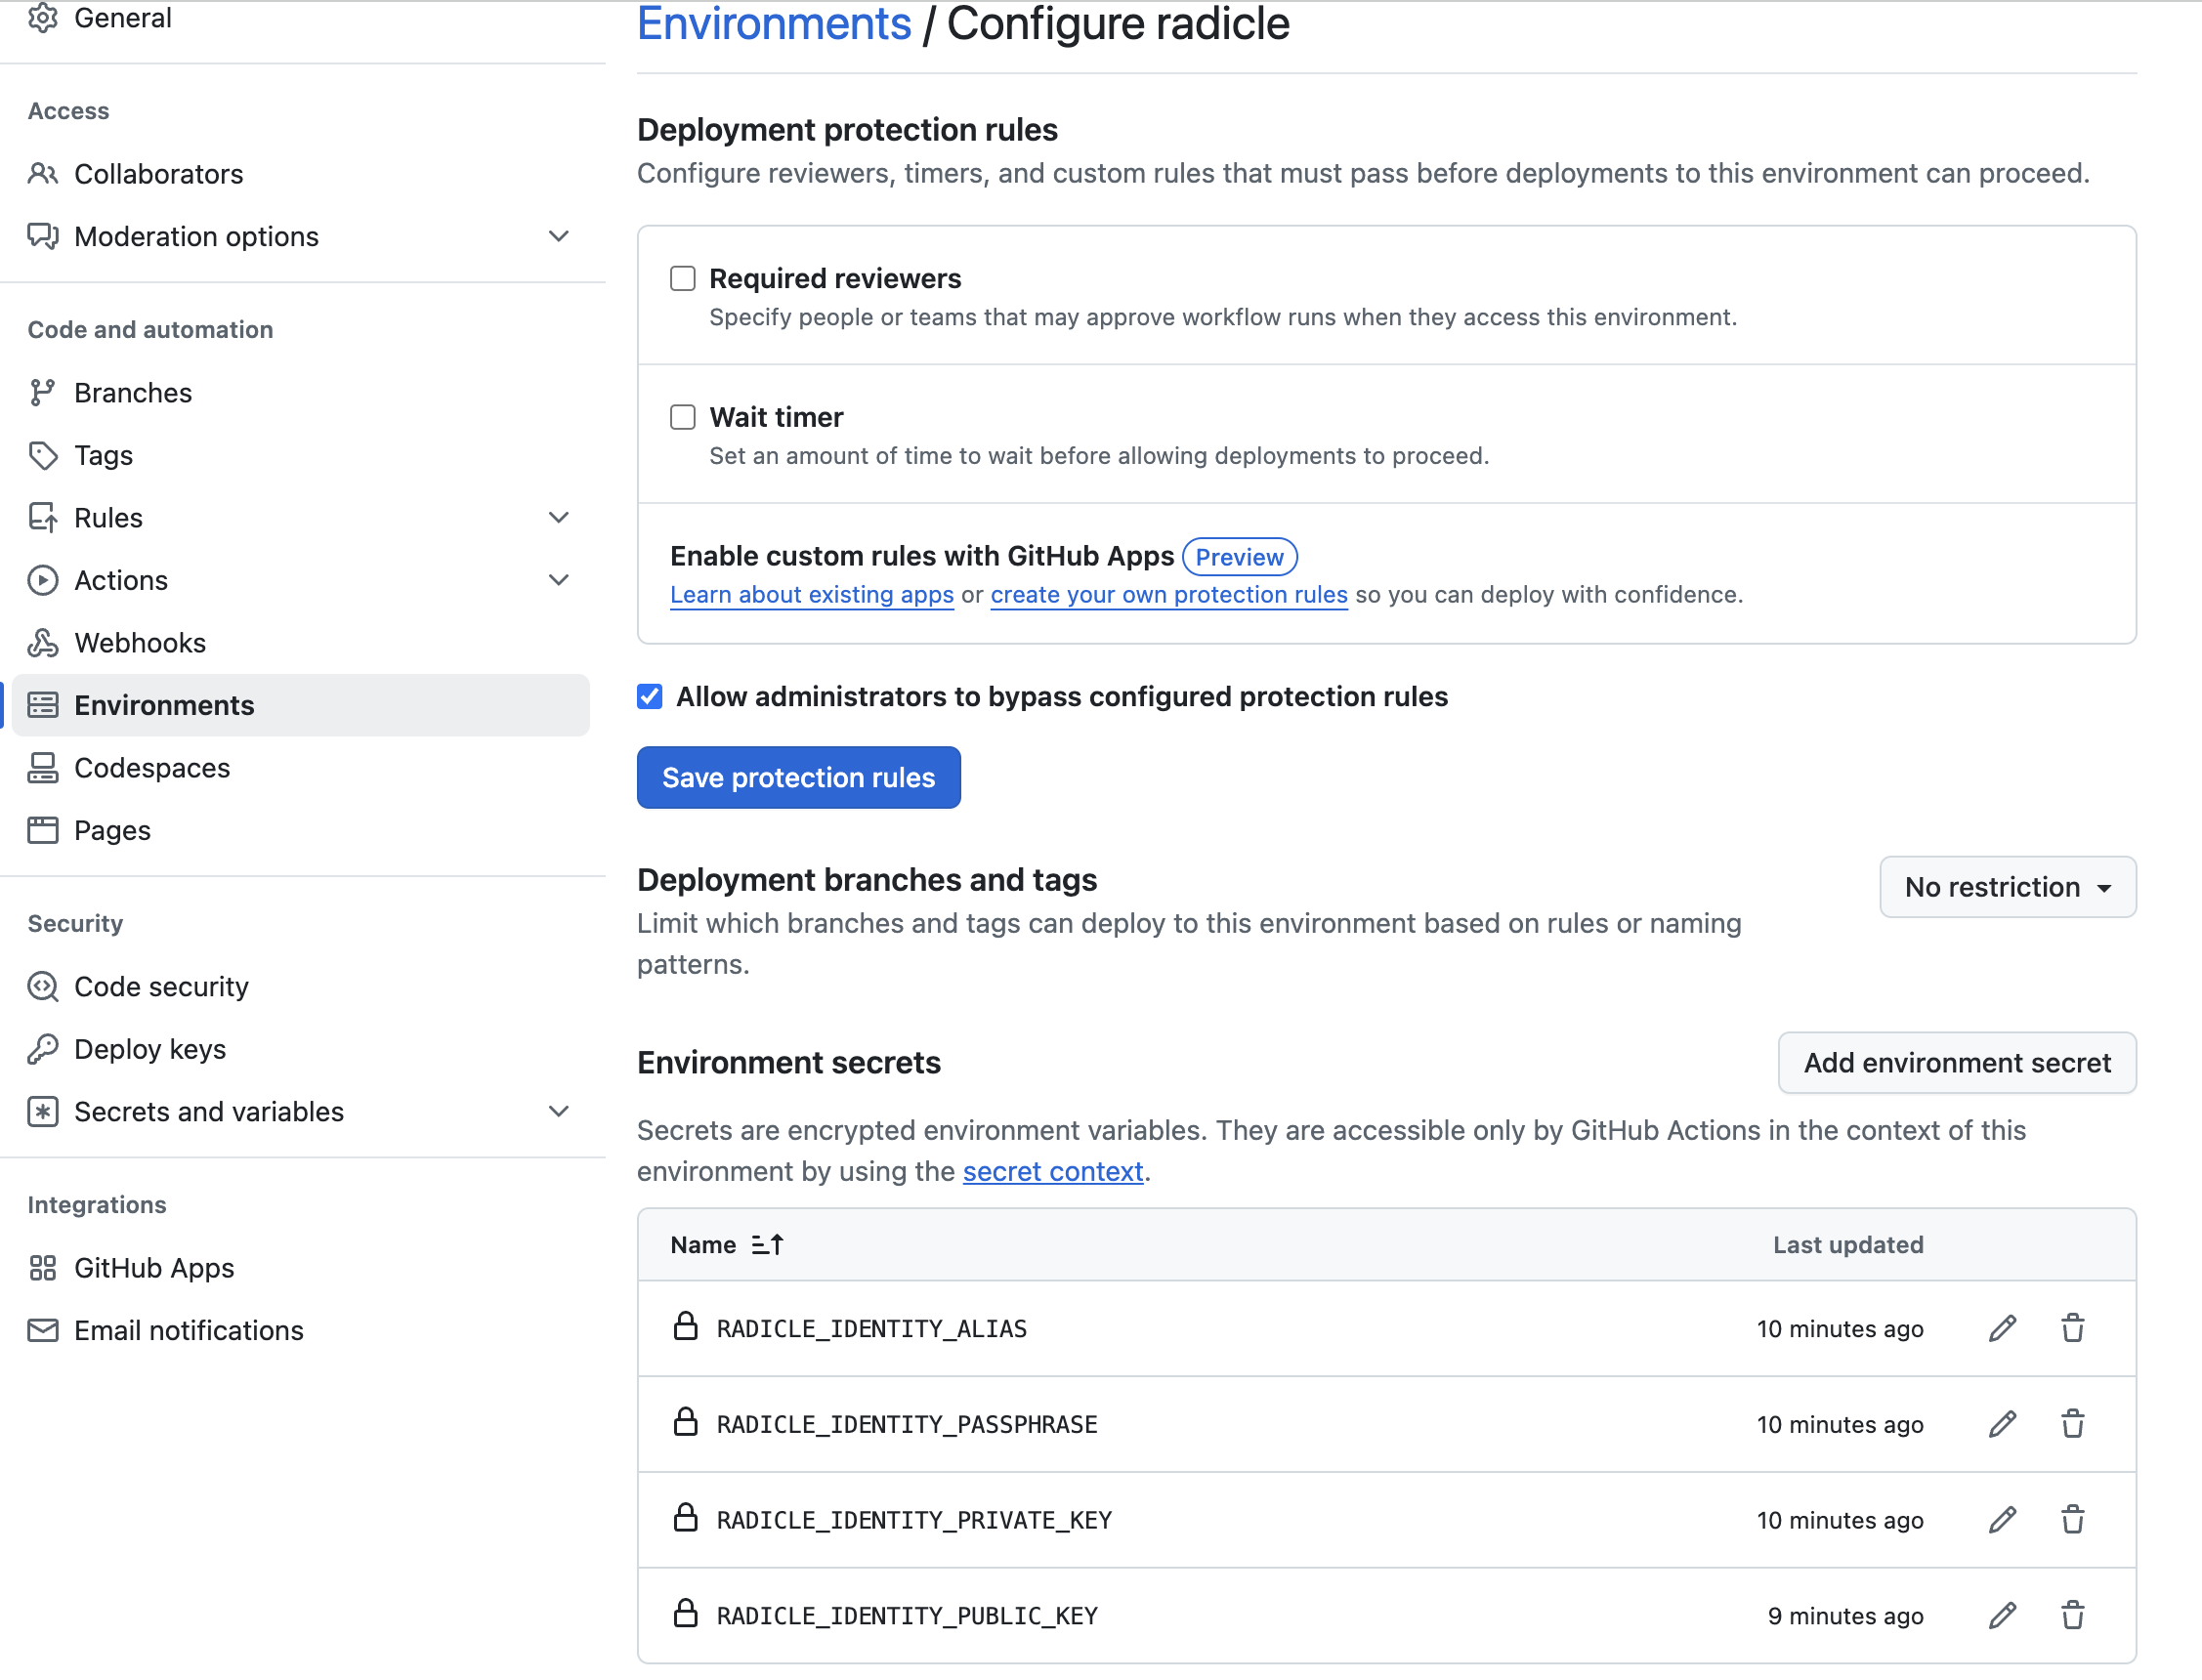 General
Access
Collaborators
Moderation options
Code and automation
Branches
Tags
Rules
Actions
Webhooks
Environments
Codespaces
Pages
Security
Code security
Deploy keys
Secrets and variables
Integrations
GitHub Apps
Email notifications
Environments / Configure radicle
Deployment protection rules
Configure reviewers, timers, and custom rules that must pass before deployments to this environment can proceed.
Required reviewers
Specify people or teams that may approve workflow runs when they access this environment.
Wait timer
Set an amount of time to wait before allowing deployments to proceed.
Enable custom rules with GitHub Apps Preview
Learn about existing apps or create your own protection rules so you can deploy with confidence.
Allow administrators to bypass configured protection rules
Save protection rules
Deployment branches and tags
No restriction
Limit which branches and tags can deploy to this environment based on rules or naming
patterns.
Environment secrets
Add environment secret
Secrets are encrypted environment variables. They are accessible only by GitHub Actions in the context of this
environment by using the secret context.
Name Last updated
RADICLE_IDENTITY_ALIAS 10 minutes ago
RADICLE_IDENTITY_PASSPHRASE 10 minutes ago
RADICLE_IDENTITY_PRIVATE_KEY 10 minutes ago
RADICLE_IDENTITY_PUBLIC_KEY 9 minutes ago